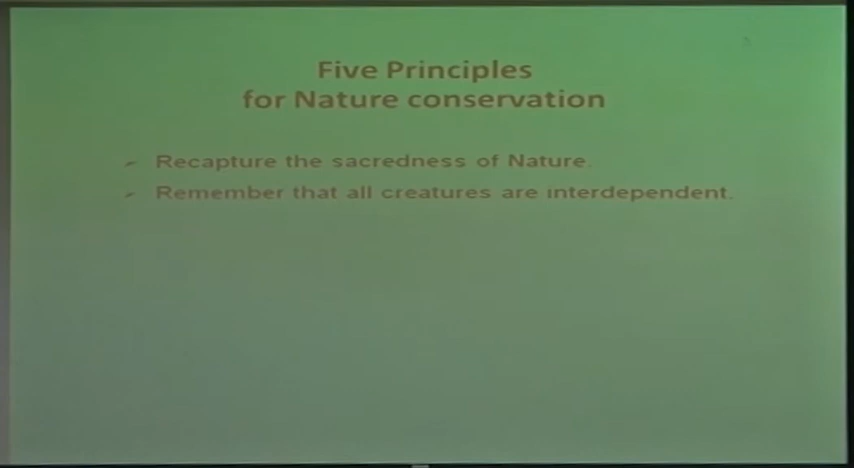 Five Principles
for Nature conservation
Recapture the sacredness of Nature.
Remember that all creatures are interdependent.